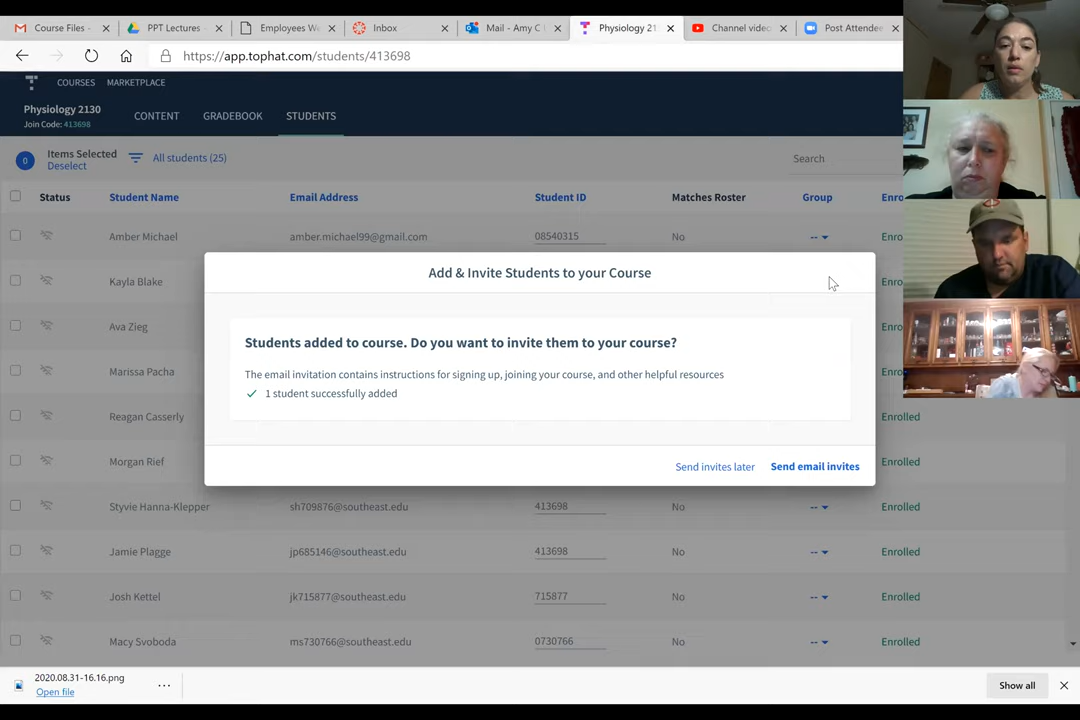 Course Files -
PPT Lectures
Employees We
Inbox
Mail - Amy C
Physiology 21
Channel video
Post Attende
https://app.tophat.com/students/413698
COURSES MARKETPLACE
Physiology 2130
Join Code: 413698
CONTENT GRADEBOOK STUDENTS
0 Items Selected
Deselect
All students (25)
Search
Status Student Name Email Address Student ID Matches Roster Group Enro
Amber Michael amber.michael99@gmail.com 08540315 No -- Enro
Kayla Blake Enro
Ava Zieg Enro
Marissa Pacha Enro
Reagan Casserly Enrolled
Morgan Rief Enrolled
Add & Invite Students to your Course
Students added to course. Do you want to invite them to your course?
The email invitation contains instructions for signing up, joining your course, and other helpful resources
1 student successfully added
Send invites later Send email invites
Styvie Hanna-Klepper sh709876@southeast.edu 413698 No -- Enrolled
Jamie Plagge jp685146@southeast.edu 413698 No -- Enrolled
Josh Kettel jk715877@southeast.edu 715877 No -- Enrolled
Macy Svoboda ms730766@southeast.edu 0730766 No -- Enrolled
2020.08.31-16.16.png
Open file
...
Show all